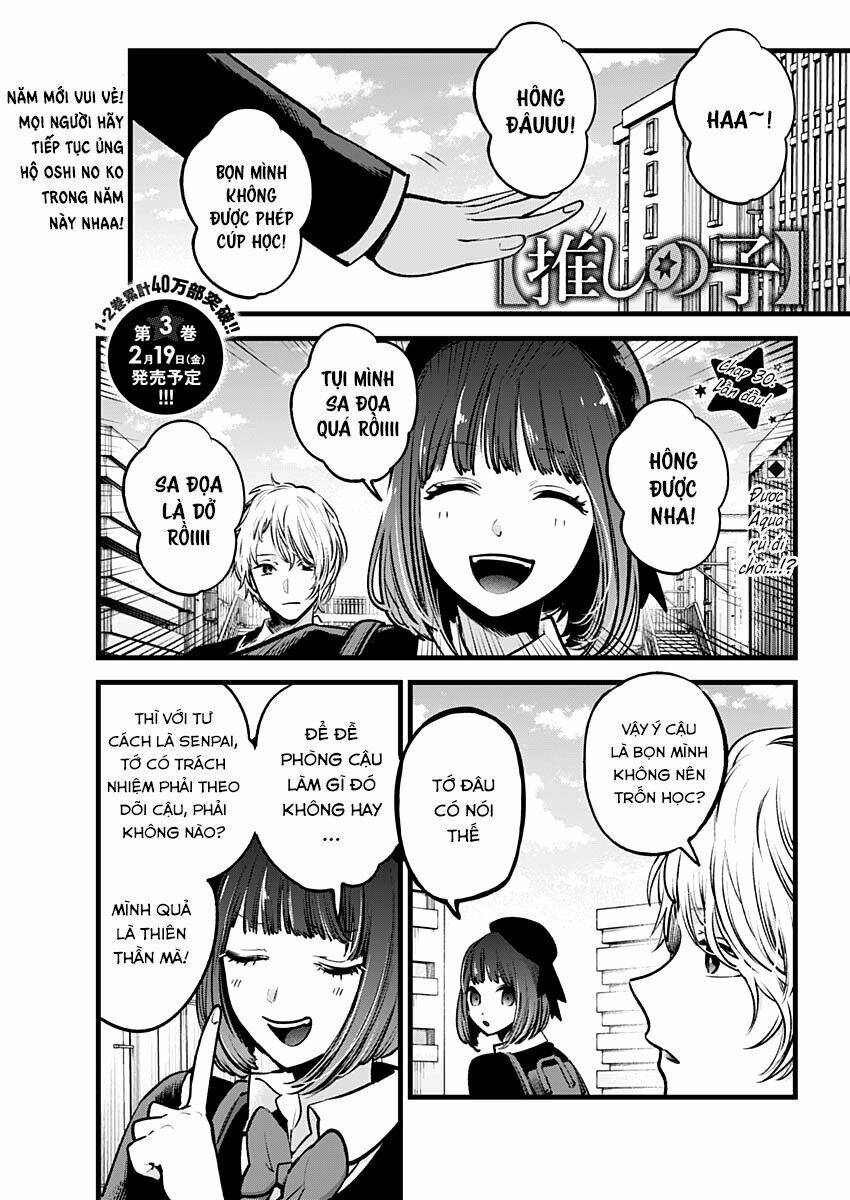 HAA~!
HÔNG
ĐÂUUU!
BỌN MÌNH
KHÔNG
ĐƯỢC PHÉP
CÚP HỌC!
NĂM MỚI VUI VẺ!
MỌI NGƯỜI HÃY
TIẾP TỤC ỦNG
HỘ OSHI NO KO
TRONG NĂM
NÀY NHAA!
【推しの子】
1・2巻累計40万部突破!!
第3巻
2月19日(金)
発売予定
!!!
Chap 30:
Lần đầu!
Được
Aqua
rủ đi
chơi...!?
HÔNG
ĐƯỢC
NHA!
TỤI MÌNH
SA ĐỌA
QUÁ RỒIIII
SA ĐỌA
LÀ DỞ
RỒIIII
VẬY Ý CẬU
LÀ BỌN MÌNH
KHÔNG NÊN
TRỐN HỌC?
TỚ ĐÂU
CÓ NÓI
THẾ
ĐỂ ĐỀ
PHÒNG CẬU
LÀM GÌ ĐÓ
KHÔNG HAY
...
THÌ VỚI TƯ
CÁCH LÀ SENPAI,
TỚ CÓ TRÁCH
NHIỆM PHẢI THEO
DÕI CẬU, PHẢI
KHÔNG NÀO?
MÌNH QUẢ
LÀ THIÊN
THẦN MÀ!